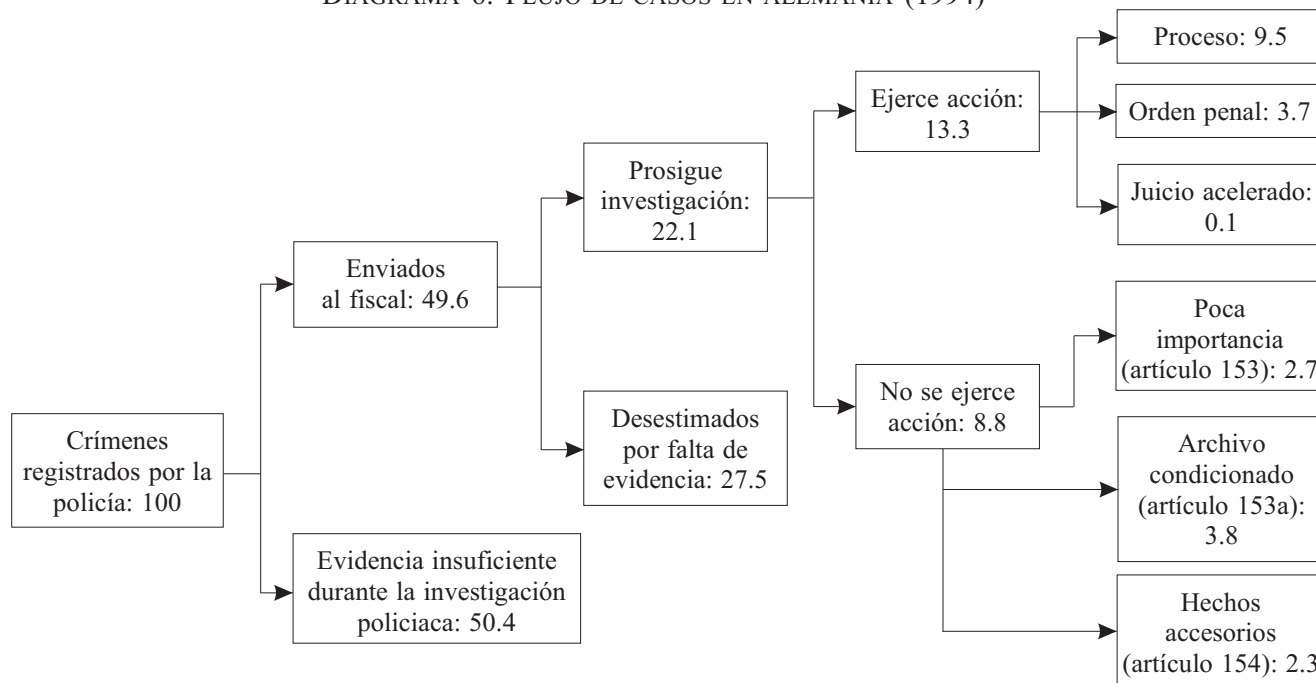 DIAGRAMA 6. FLUJO DE CASOS EN ALEMANIA (1994)
Crímenes
registrados por la
policía: 100
Enviados
al fiscal: 49.6
Evidencia insuficiente
durante la investigación
policiaca: 50.4
Prosigue
investigación:
22.1
Desestimados
por falta de
evidencia: 27.5
Ejerce acción:
13.3
No se ejerce
acción: 8.8
Proceso: 9.5
Orden penal: 3.7
Juicio acelerado:
0.1
Poca
importancia
(artículo 153): 2.7
Archivo
condicionado
(artículo 153a):
3.8
Hechos
accesorios
(artículo 154): 2.3